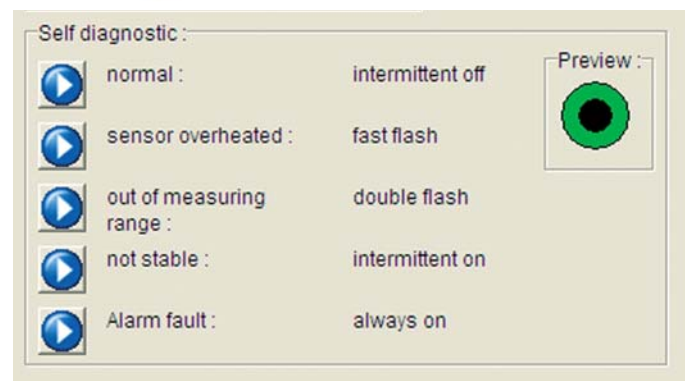 Self diagnostic :
Preview :
normal : intermittent off
sensor overheated : fast flash
out of measuring double flash
range :
not stable : intermittent on
Alarm fault : always on